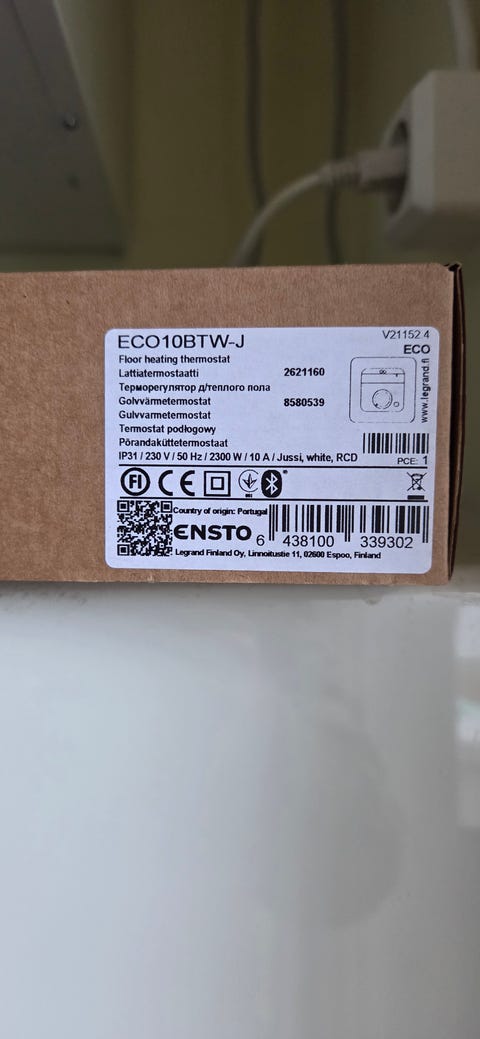 ECO10BTW-J
V21152 4
ECO
Floor heating thermostat
Lattiatermostaatti 2621160
Терморегулятор д/теплого пола
Golvvärmetermostat 8580539
Gulvvarmetermostat
Termostat podłogowy
Põrandaküttetermostaat
IP31 / 230 V / 50 Hz / 2300 W / 10 A / Jussi, white, RCD
www.legrand.fi
PCE: 1
FI CE
Country of origin: Portugal
ENSTO
6 438100 339302
Legrand Finland Oy, Linnoitustie 11, 02600 Espoo, Finland